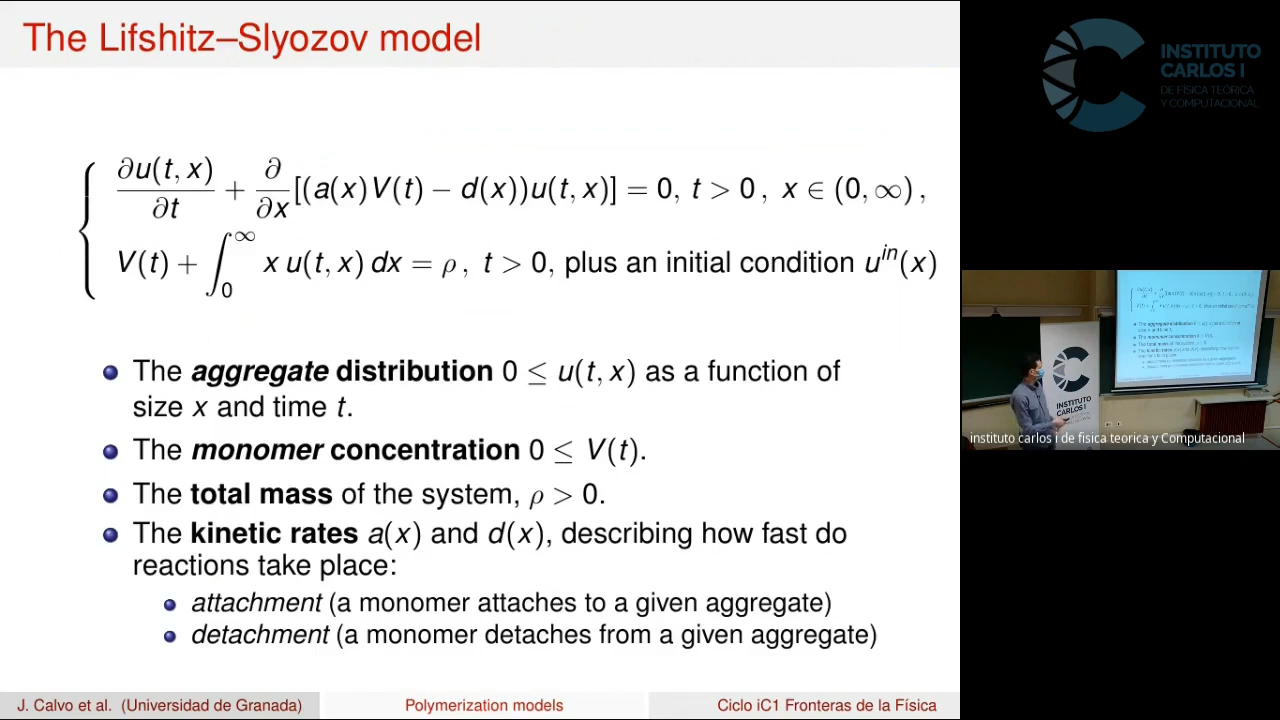 The Lifshitz–Slyozov model
∂u(t, x)/∂t + ∂/∂x [(a(x)V(t) − d(x))u(t, x)] = 0, t > 0 , x ∈ (0, ∞) ,
V(t) + ∫₀^∞ x u(t, x) dx = ρ , t > 0, plus an initial condition u^in(x)
The aggregate distribution 0 ≤ u(t, x) as a function of
size x and time t.
The monomer concentration 0 ≤ V(t).
The total mass of the system, ρ > 0.
The kinetic rates a(x) and d(x), describing how fast do
reactions take place:
attachment (a monomer attaches to a given aggregate)
detachment (a monomer detaches from a given aggregate)
J. Calvo et al. (Universidad de Granada)
Polymerization models
Ciclo iC1 Fronteras de la Física
INSTITUTO
CARLOS I
DE FÍSICA TEÓRICA
Y COMPUTACIONAL
INSTITUTO
CARLOS I
instituto carlos i de fisica teorica y Computacional